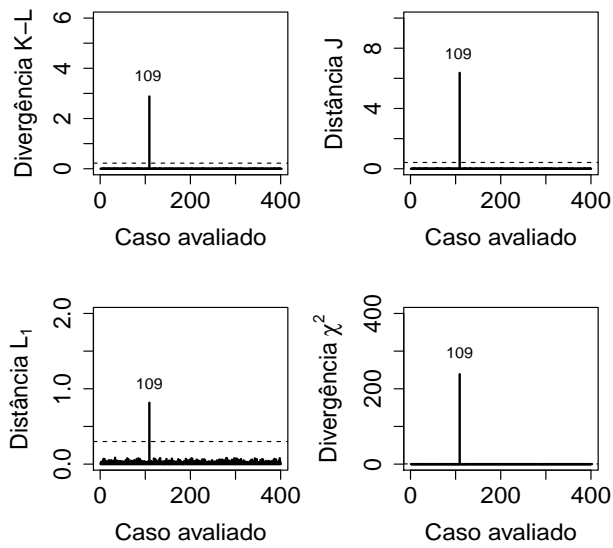 Divergência K−L
6
4
2
0
109
0 200 400
Caso avaliado
Distância J
8
4
0
109
0 200 400
Caso avaliado
Distância L1
2.0
1.0
0.0
109
0 200 400
Caso avaliado
Divergência χ2
400
200
0
109
0 200 400
Caso avaliado